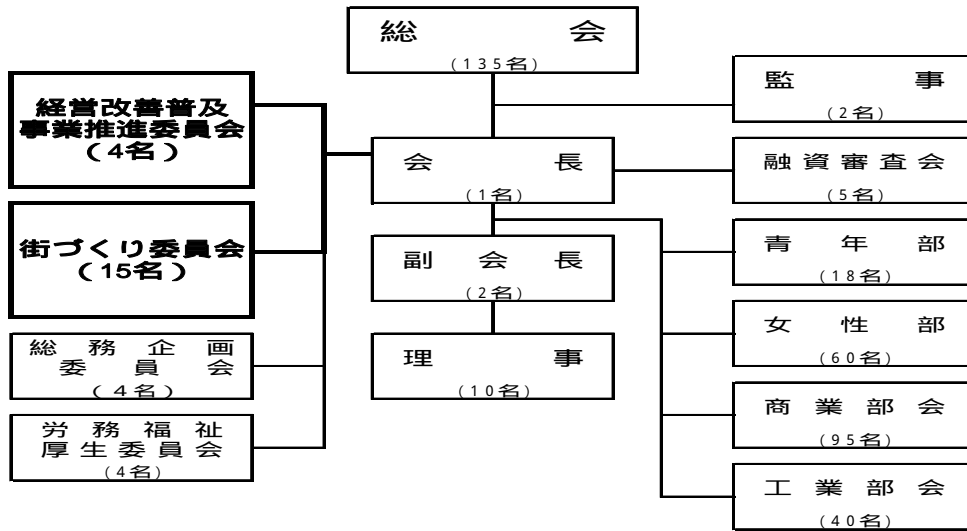 総会
(135名)
経営改善普及
事業推進委員会
(4名)
街づくり委員会
(15名)
総務企画
委員会
(4名)
労務福祉
厚生委員会
(4名)
会長
(1名)
副会長
(2名)
理事
(10名)
監事
(2名)
融資審査会
(5名)
青年部
(18名)
女性部
(60名)
商業部会
(95名)
工業部会
(40名)